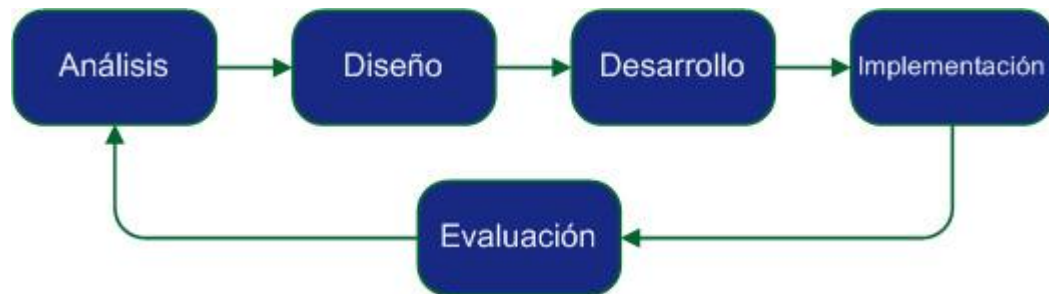 Análisis
Diseño
Desarrollo
Implementación
Evaluación